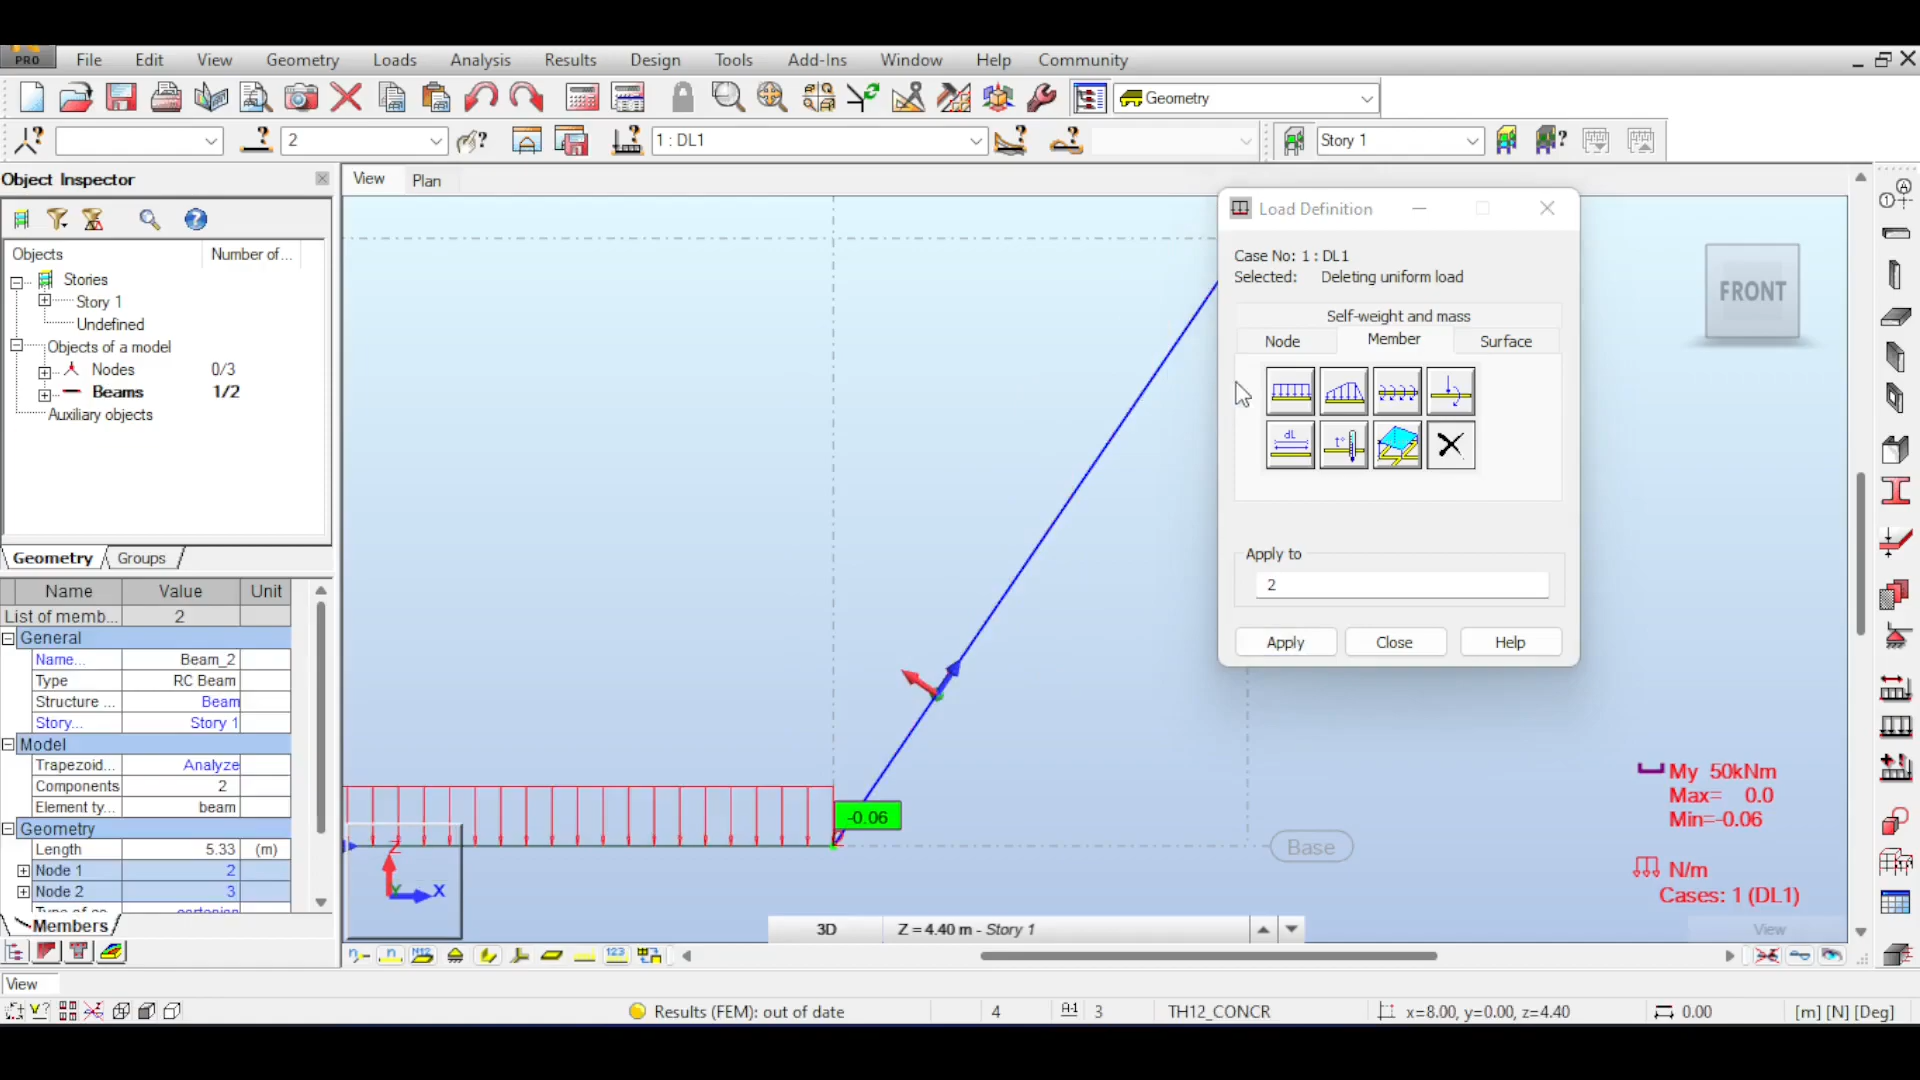 PRO File Edit View Geometry Loads Analysis Results Design Tools Add-Ins Window Help Community
Geometry
2 1 : DL1 Story 1
Object Inspector
View Plan
Objects Number of...
Stories
Story 1
Undefined
Objects of a model
Nodes 0/3
Beams 1/2
Auxiliary objects
Geometry Groups
Name Value Unit
List of memb... 2
General
Name... Beam_2
Type RC Beam
Structure ... Beam
Story... Story 1
Model
Trapezoid... Analyze
Components 2
Element ty... beam
Geometry
Length 5.33 (m)
Node 1 2
Node 2 3
Members
View
Load Definition
Case No: 1 : DL1
Selected: Deleting uniform load
Self-weight and mass
Node Member Surface
dL t°
Apply to
2
Apply Close Help
FRONT
-0.06
Base
Z
Y X
My 50kNm
Max= 0.0
Min=-0.06
N/m
Cases: 1 (DL1)
View
3D Z = 4.40 m - Story 1
Results (FEM): out of date 4 3 TH12_CONCR x=8.00, y=0.00, z=4.40 0.00 [m] [N] [Deg]